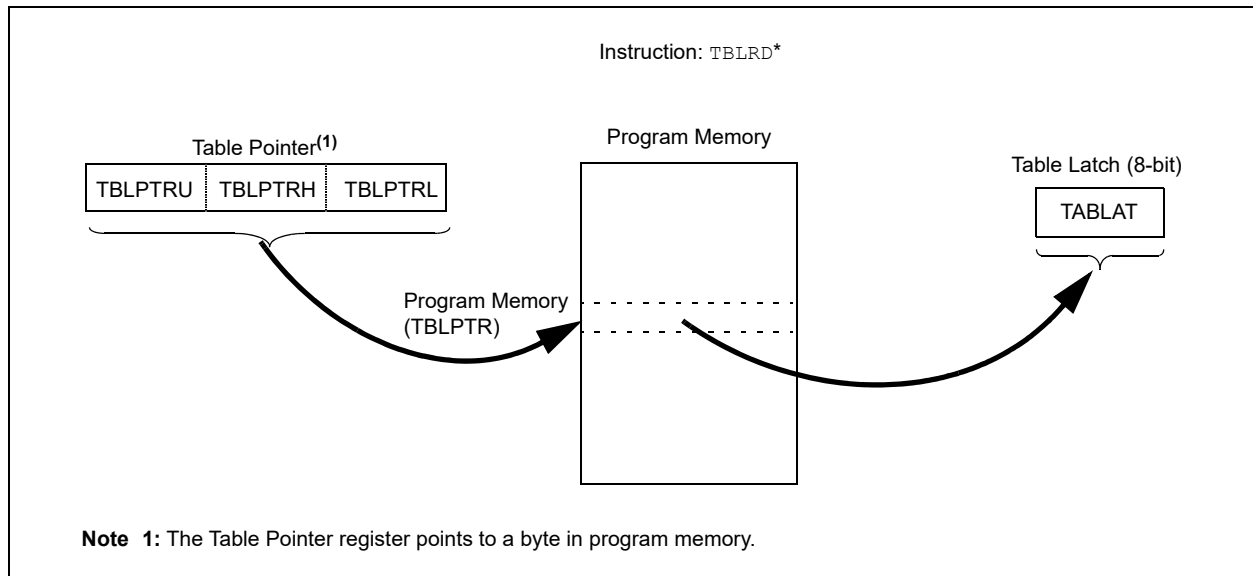 Instruction: TBLRD*
Table Pointer(1)
Program Memory
Table Latch (8-bit)
TBLPTRU TBLPTRH TBLPTRL
TABLAT
Program Memory
(TBLPTR)
Note 1: The Table Pointer register points to a byte in program memory.